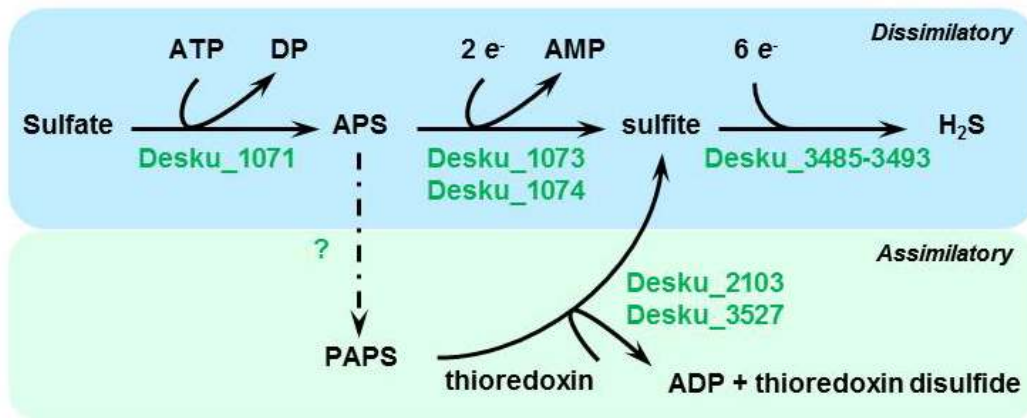 Dissimilatory
ATP DP 2 e- AMP 6 e-
Sulfate APS sulfite H₂S
Desku_1071 Desku_1073 Desku_3485-3493
Desku_1074
?
Assimilatory
Desku_2103
Desku_3527
PAPS
thioredoxin ADP + thioredoxin disulfide